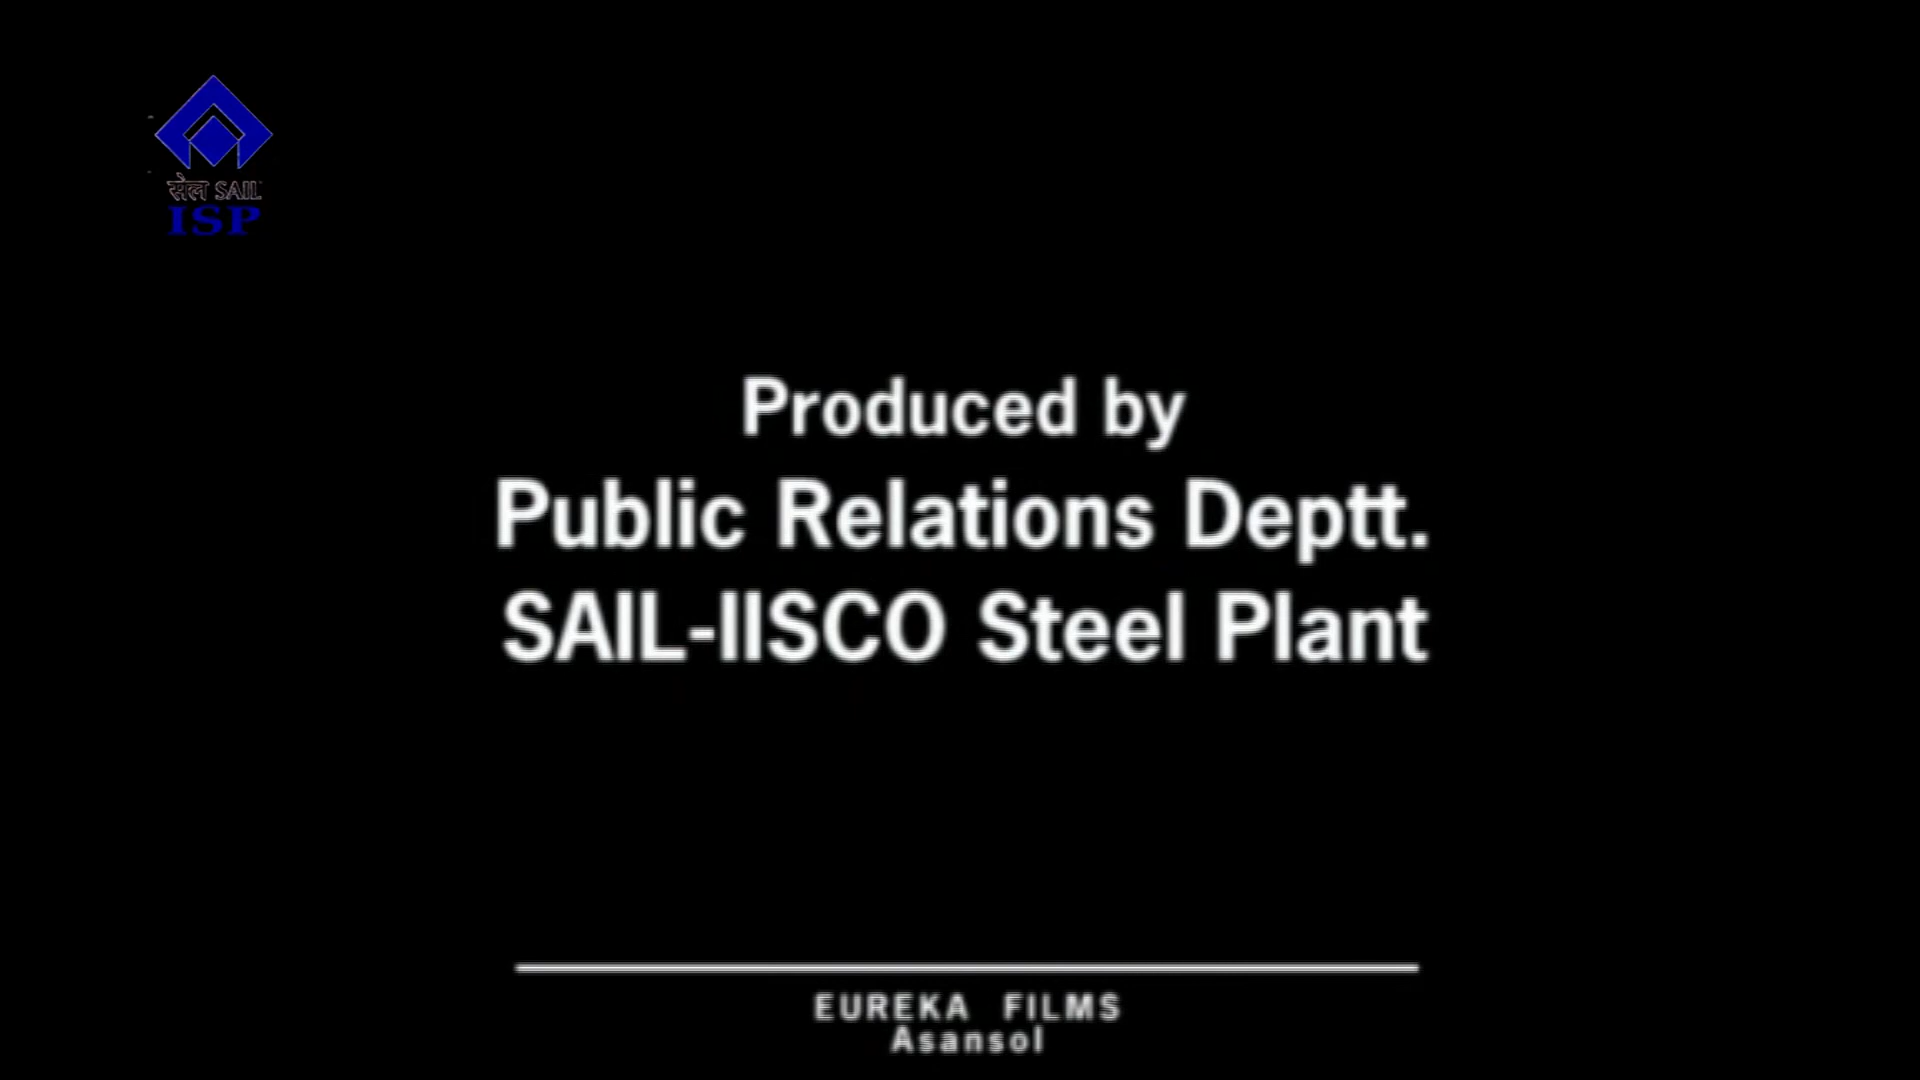 सेल SAIL
ISP
Produced by
Public Relations Deptt.
SAIL-IISCO Steel Plant
EUREKA FILMS
Asansol